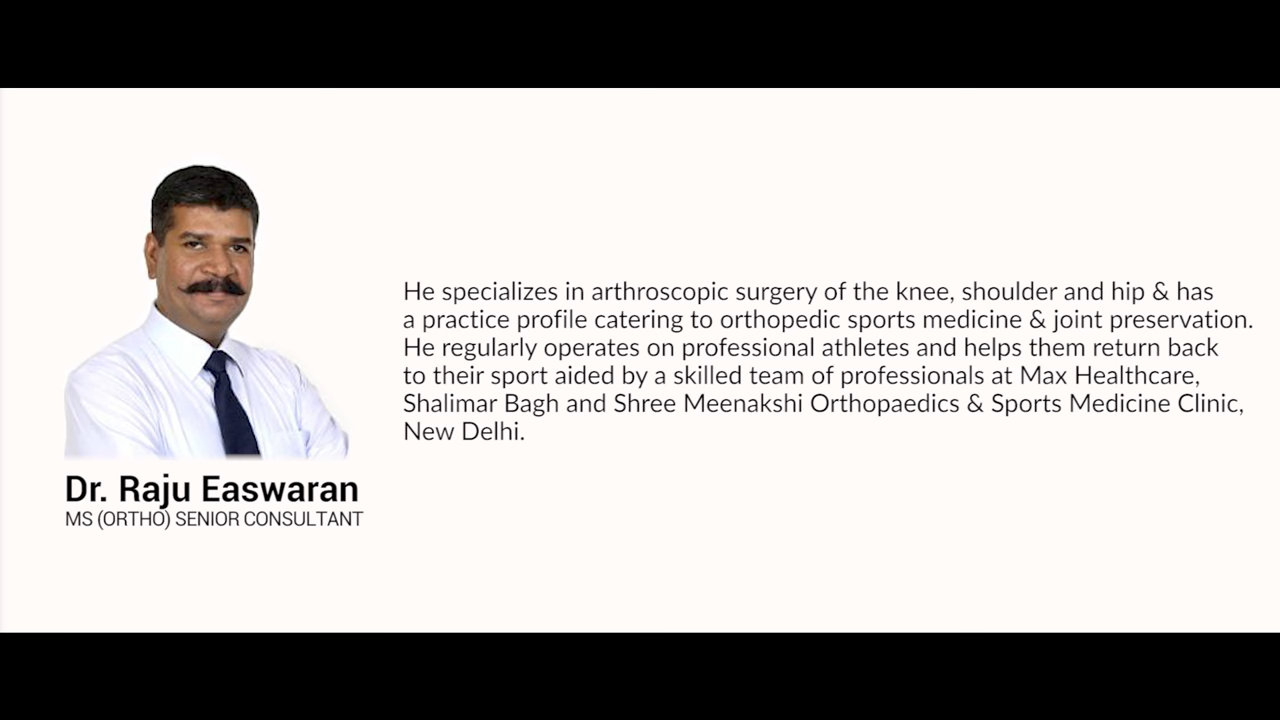 He specializes in arthroscopic surgery of the knee, shoulder and hip & has
a practice profile catering to orthopedic sports medicine & joint preservation.
He regularly operates on professional athletes and helps them return back
to their sport aided by a skilled team of professionals at Max Healthcare,
Shalimar Bagh and Shree Meenakshi Orthopaedics & Sports Medicine Clinic,
New Delhi.
Dr. Raju Easwaran
MS (ORTHO) SENIOR CONSULTANT